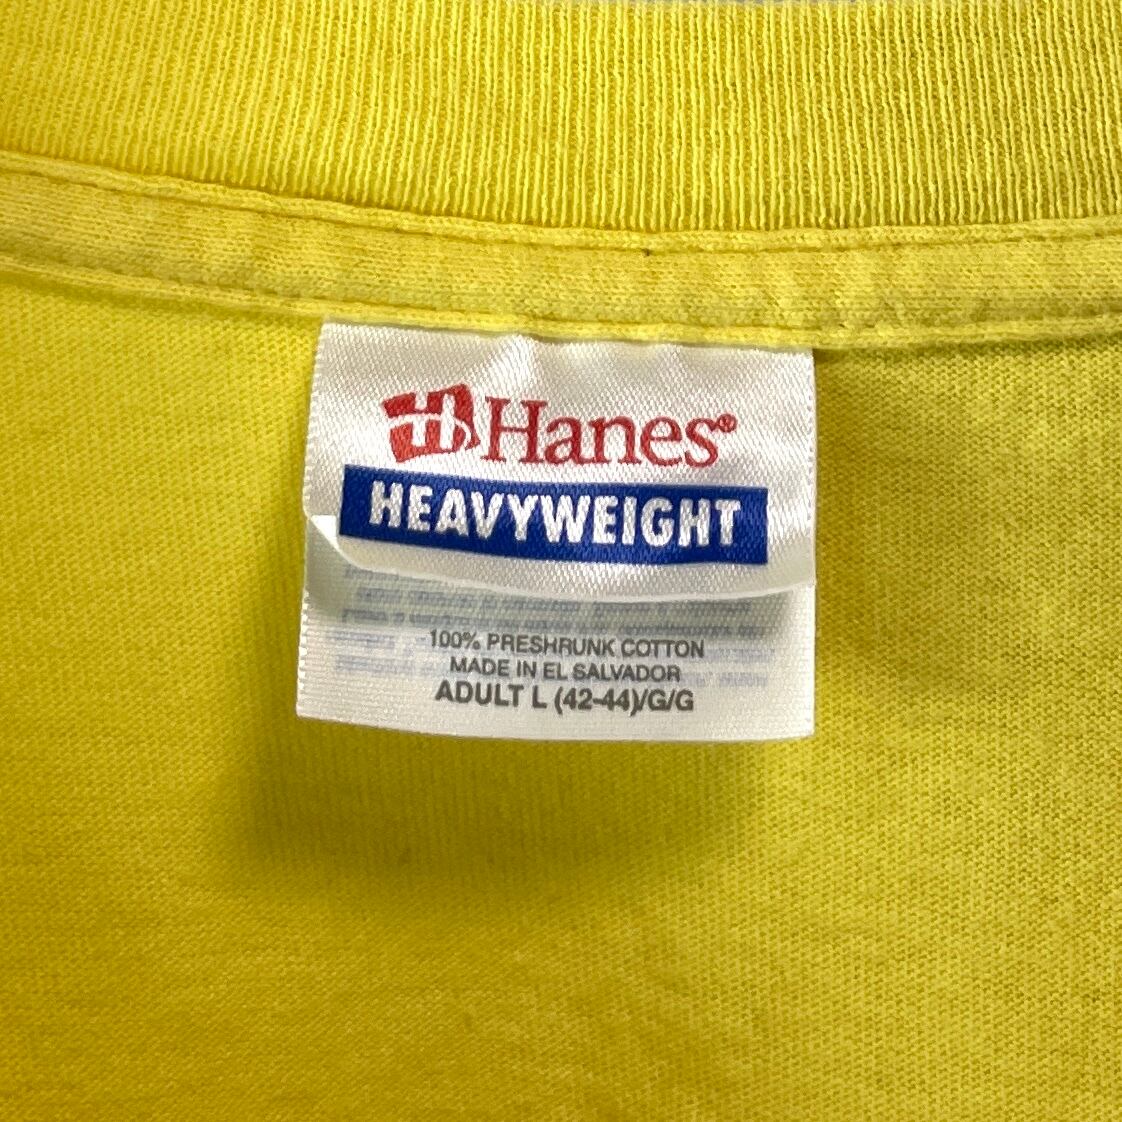 Hanes®
HEAVYWEIGHT
100% PRESHRUNK COTTON
MADE IN EL SALVADOR
ADULT L (42-44)/G/G